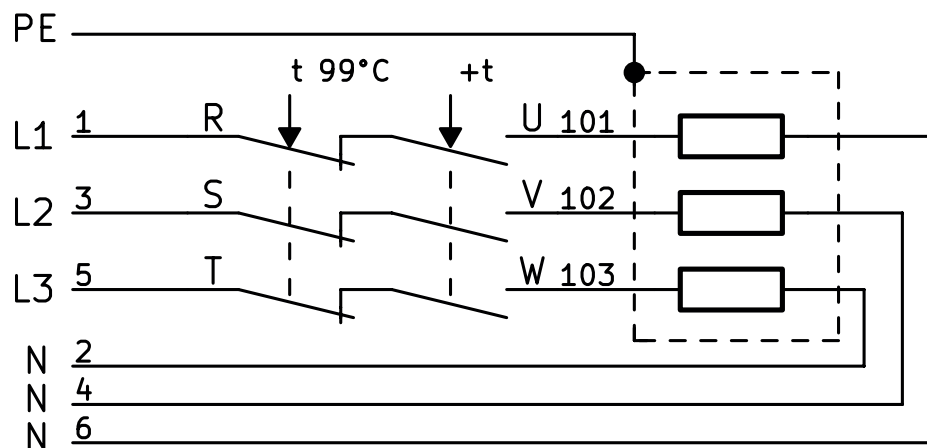 PE
t 99°C +t
L1 1 R U 101
L2 3 S V 102
L3 5 T W 103
N 2
N 4
N 6